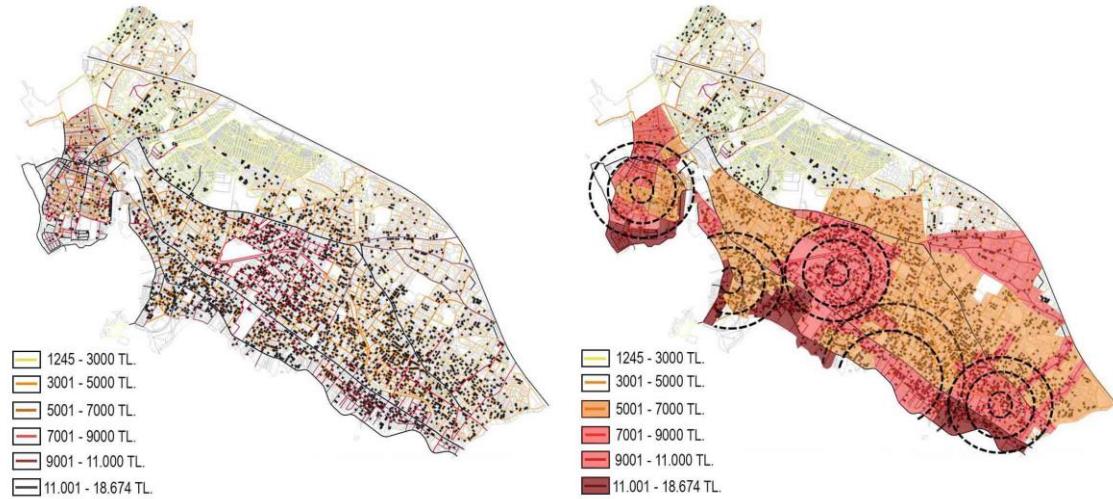 1245 - 3000 TL.
3001 - 5000 TL.
5001 - 7000 TL.
7001 - 9000 TL.
9001 - 11.000 TL.
11.001 - 18.674 TL.
1245 - 3000 TL.
3001 - 5000 TL.
5001 - 7000 TL.
7001 - 9000 TL.
9001 - 11.000 TL.
11.001 - 18.674 TL.